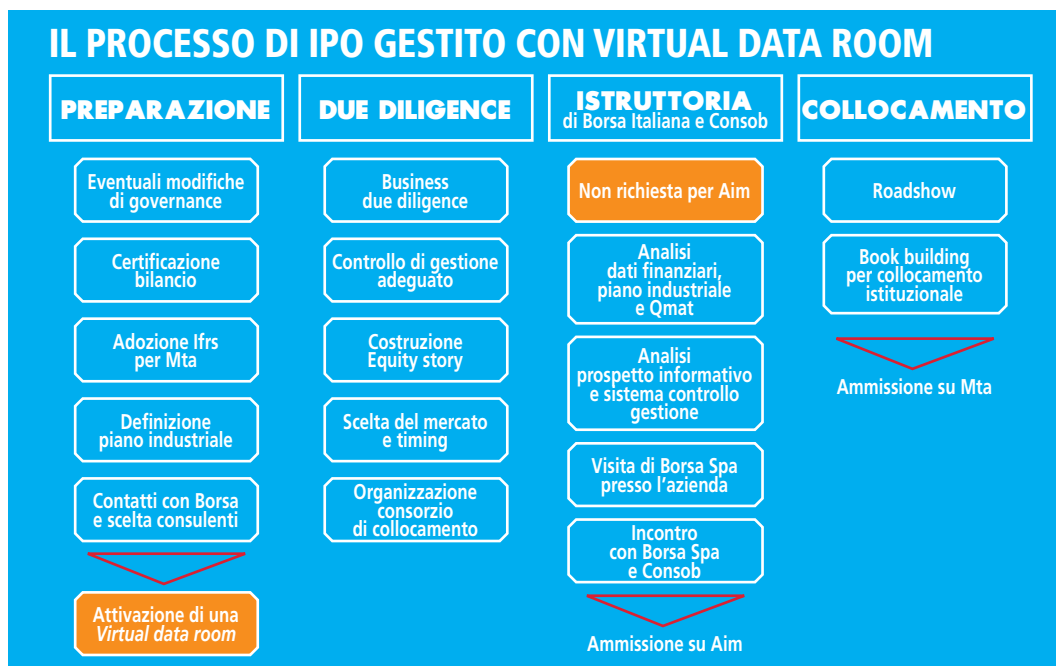 IL PROCESSO DI IPO GESTITO CON VIRTUAL DATA ROOM
PREPARAZIONE
Eventuali modifiche
di governance
Certificazione
bilancio
Adozione Ifrs
per Mta
Definizione
piano industriale
Contatti con Borsa
e scelta consulenti
Attivazione di una
Virtual data room
DUE DILIGENCE
Business
due diligence
Controllo di gestione
adeguato
Costruzione
Equity story
Scelta del mercato
e timing
Organizzazione
consorzio
di collocamento
ISTRUTTORIA
di Borsa Italiana e Consob
Non richiesta per Aim
Analisi
dati finanziari,
piano industriale
e Qmat
Analisi
prospetto informativo
e sistema controllo
gestione
Visita di Borsa Spa
presso l'azienda
Incontro
con Borsa Spa
e Consob
Ammissione su Aim
COLLOCAMENTO
Roadshow
Book building
per collocamento
istituzionale
Ammissione su Mta